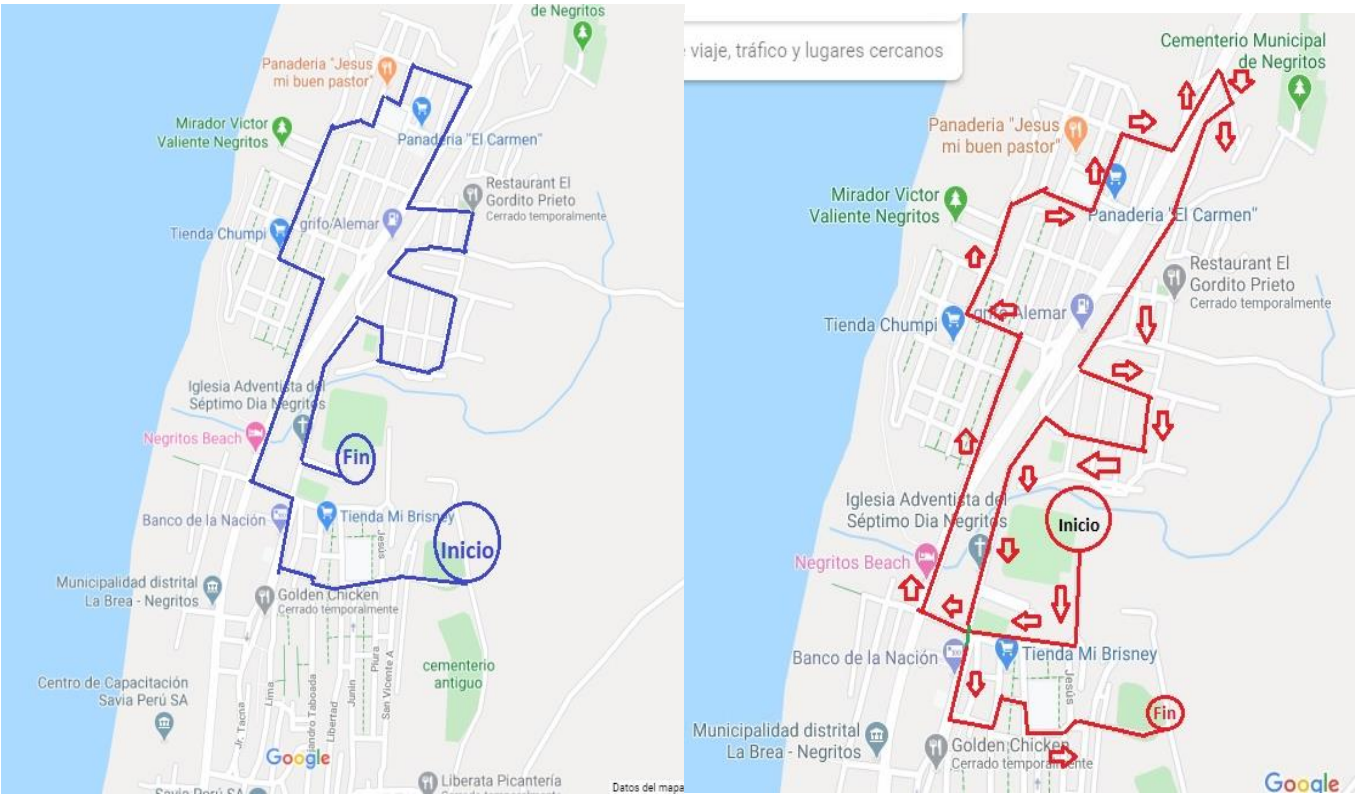 de Negritos
Panaderia "Jesus
mi buen pastor"
Mirador Victor
Valiente Negritos
Panaderia "El Carmen"
Restaurant El
Gordito Prieto
Cerrado temporalmente
Tienda Chumpi
grifo Alemar
Iglesia Adventista del
Séptimo Dia Negritos
Negritos Beach
Fin
Banco de la Nación
Tienda Mi Brisney
Jesús
Inicio
Municipalidad distrital
La Brea - Negritos
Golden Chicken
Cerrado temporalmente
cementerio
antiguo
Centro de Capacitación
Savia Perú SA
Jr. Tacna
Lima
Libertad
Junin
Piura
San Vicente A
Google
Liberata Picantería
Datos del mapa
viaje, tráfico y lugares cercanos
Cementerio Municipal
de Negritos
Panaderia "Jesus
mi buen pastor"
Mirador Victor
Valiente Negritos
Panaderia "El Carmen"
Restaurant El
Gordito Prieto
Cerrado temporalmente
Tienda Chumpi
grifo Alemar
Iglesia Adventista del
Séptimo Dia Negritos
Inicio
Negritos Beach
Banco de la Nación
Tienda Mi Brisney
Jesús
Fin
Municipalidad distrital
La Brea - Negritos
Golden Chicken
Cerrado temporalmente
Google